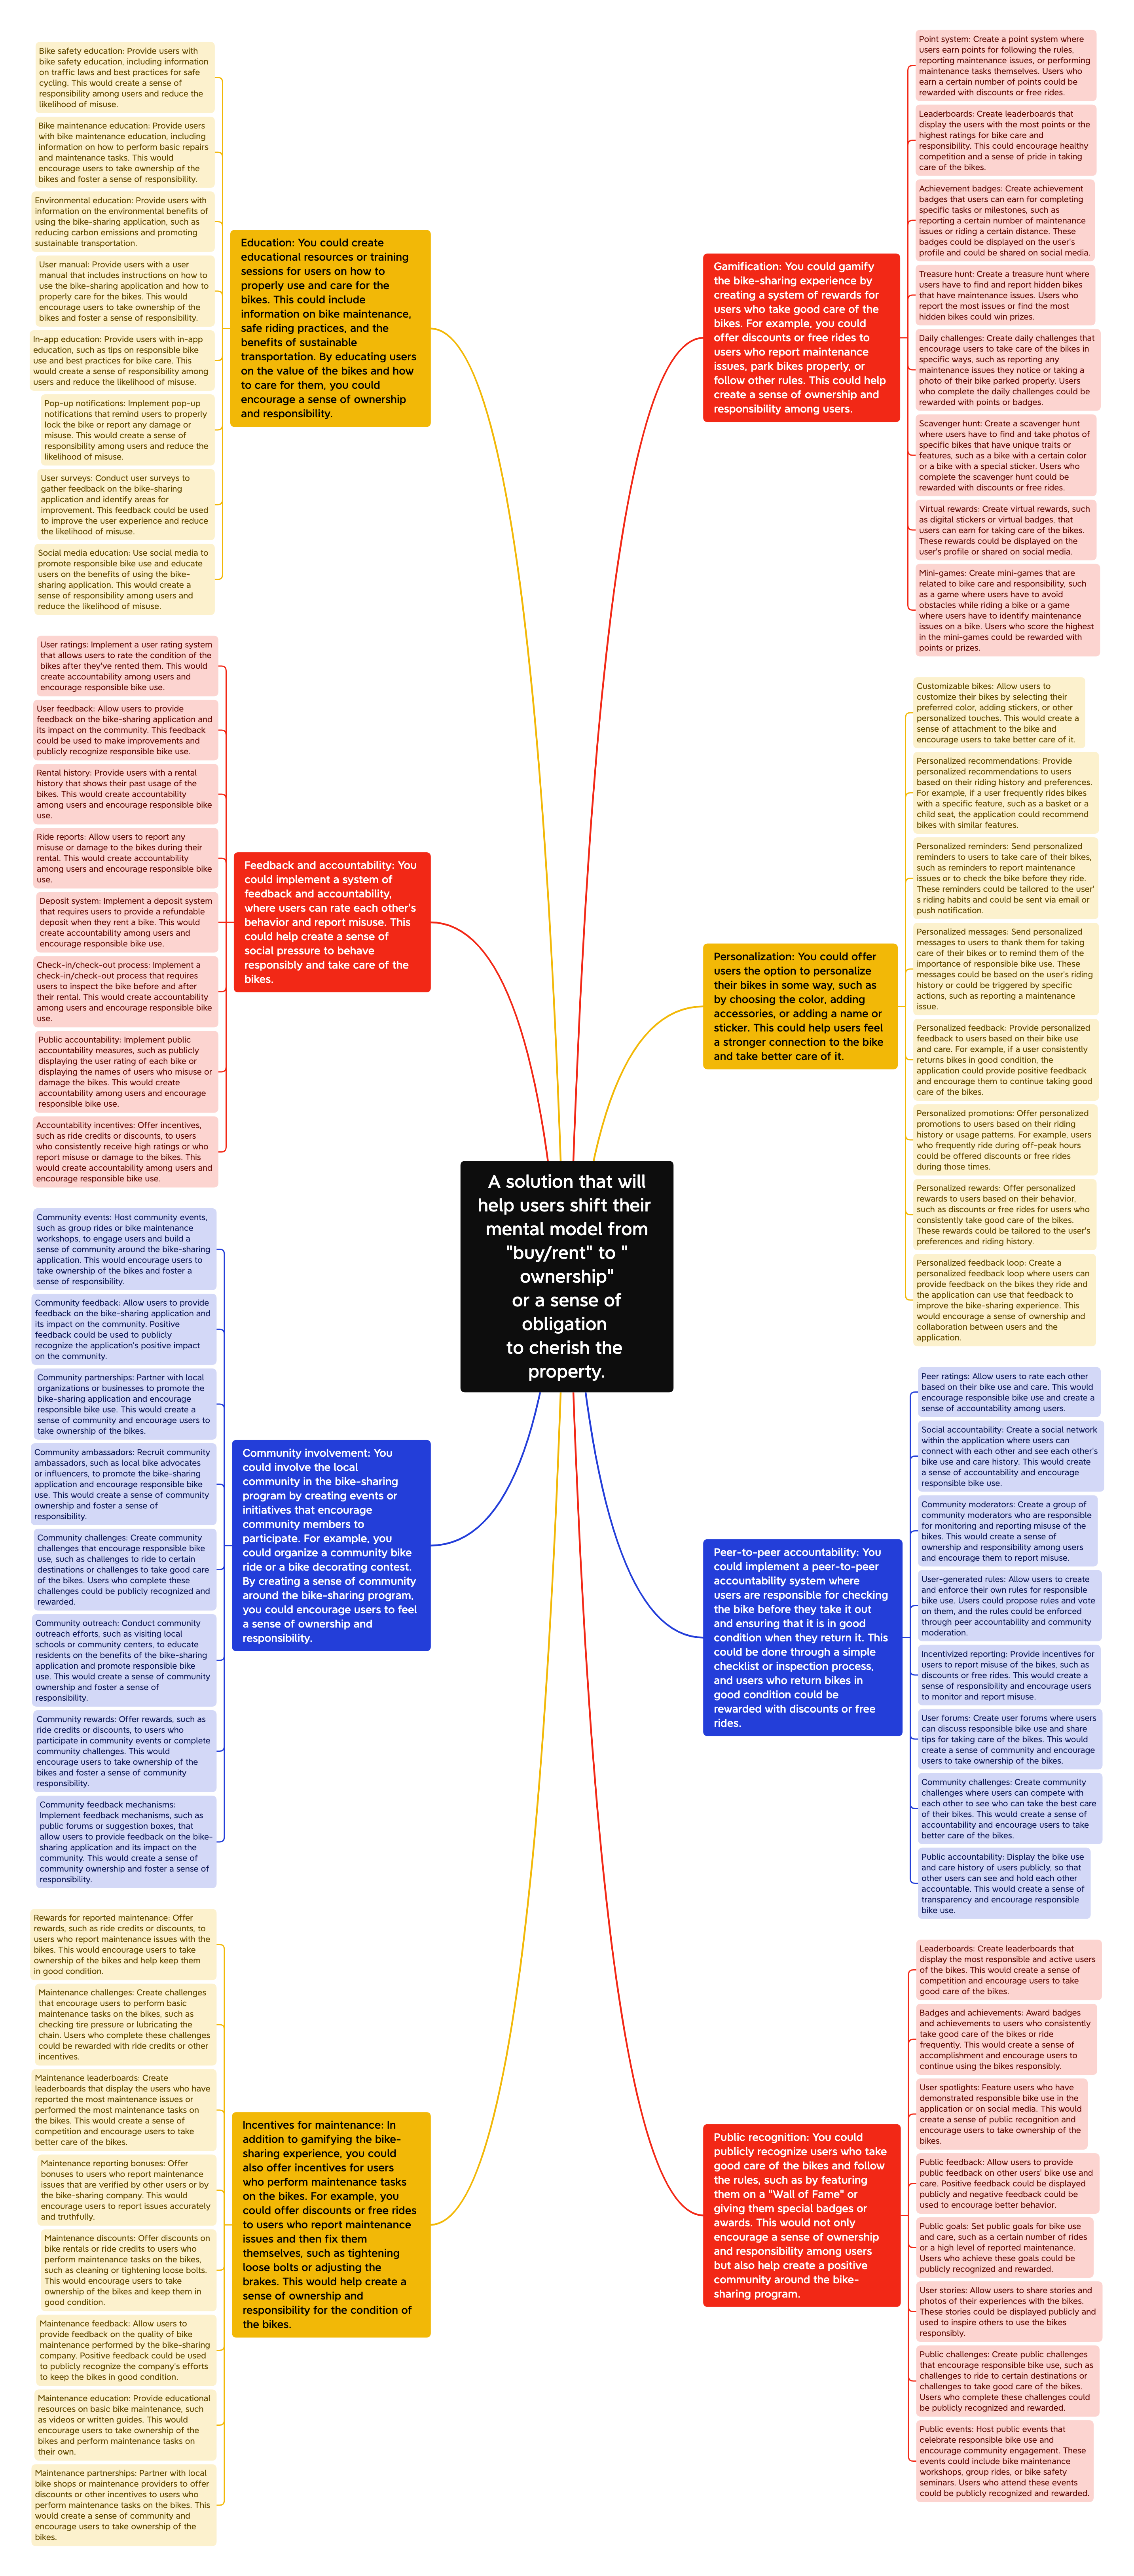 A solution that will
help users shift their
mental model from
"buy/rent" to "
ownership"
or a sense of
obligation
to cherish the
property.
Education: You could create
educational resources or training
sessions for users on how to
properly use and care for the
bikes. This could include
information on bike maintenance,
safe riding practices, and the
benefits of sustainable
transportation. By educating users
on the value of the bikes and how
to care for them, you could
encourage a sense of ownership
and responsibility.
Bike safety education: Provide users with
bike safety education, including information
on traffic laws and best practices for safe
cycling. This would create a sense of
responsibility among users and reduce the
likelihood of misuse.
Bike maintenance education: Provide users
with bike maintenance education, including
information on how to perform basic repairs
and maintenance tasks. This would
encourage users to take ownership of the
bikes and foster a sense of responsibility.
Environmental education: Provide users with
information on the environmental benefits of
using the bike-sharing application, such as
reducing carbon emissions and promoting
sustainable transportation.
User manual: Provide users with a user
manual that includes instructions on how to
use the bike-sharing application and how to
properly care for the bikes. This would
encourage users to take ownership of the
bikes and foster a sense of responsibility.
In-app education: Provide users with in-app
education, such as tips on responsible bike
use and best practices for bike care. This
would create a sense of responsibility among
users and reduce the likelihood of misuse.
Pop-up notifications: Implement pop-up
notifications that remind users to properly
lock the bike or report any damage or
misuse. This would create a sense of
responsibility among users and reduce the
likelihood of misuse.
User surveys: Conduct user surveys to
gather feedback on the bike-sharing
application and identify areas for
improvement. This feedback could be used
to improve the user experience and reduce
the likelihood of misuse.
Social media education: Use social media to
promote responsible bike use and educate
users on the benefits of using the bike-
sharing application. This would create a
sense of responsibility among users and
reduce the likelihood of misuse.
Feedback and accountability: You
could implement a system of
feedback and accountability,
where users can rate each other's
behavior and report misuse. This
could help create a sense of
social pressure to behave
responsibly and take care of the
bikes.
User ratings: Implement a user rating system
that allows users to rate the condition of the
bikes after they've rented them. This would
create accountability among users and
encourage responsible bike use.
User feedback: Allow users to provide
feedback on the bike-sharing application and
its impact on the community. This feedback
could be used to make improvements and
publicly recognize responsible bike use.
Rental history: Provide users with a rental
history that shows their past usage of the
bikes. This would create accountability
among users and encourage responsible bike
use.
Ride reports: Allow users to report any
misuse or damage to the bikes during their
rental. This would create accountability
among users and encourage responsible bike
use.
Deposit system: Implement a deposit system
that requires users to provide a refundable
deposit when they rent a bike. This would
create accountability among users and
encourage responsible bike use.
Check-in/check-out process: Implement a
check-in/check-out process that requires
users to inspect the bike before and after
their rental. This would create accountability
among users and encourage responsible bike
use.
Public accountability: Implement public
accountability measures, such as publicly
displaying the user rating of each bike or
displaying the names of users who misuse or
damage the bikes. This would create
accountability among users and encourage
responsible bike use.
Accountability incentives: Offer incentives,
such as ride credits or discounts, to users
who consistently receive high ratings or who
report misuse or damage to the bikes. This
would create accountability among users and
encourage responsible bike use.
Community involvement: You
could involve the local
community in the bike-sharing
program by creating events or
initiatives that encourage
community members to
participate. For example, you
could organize a community bike
ride or a bike decorating contest.
By creating a sense of community
around the bike-sharing program,
you could encourage users to feel
a sense of ownership and
responsibility.
Community events: Host community events,
such as group rides or bike maintenance
workshops, to engage users and build a
sense of community around the bike-sharing
application. This would encourage users to
take ownership of the bikes and foster a
sense of responsibility.
Community feedback: Allow users to provide
feedback on the bike-sharing application and
its impact on the community. Positive
feedback could be used to publicly
recognize the application's positive impact
on the community.
Community partnerships: Partner with local
organizations or businesses to promote the
bike-sharing application and encourage
responsible bike use. This would create a
sense of community and encourage users to
take ownership of the bikes.
Community ambassadors: Recruit community
ambassadors, such as local bike advocates
or influencers, to promote the bike-sharing
application and encourage responsible bike
use. This would create a sense of community
ownership and foster a sense of
responsibility.
Community challenges: Create community
challenges that encourage responsible bike
use, such as challenges to ride to certain
destinations or challenges to take good care
of the bikes. Users who complete these
challenges could be publicly recognized and
rewarded.
Community outreach: Conduct community
outreach efforts, such as visiting local
schools or community centers, to educate
residents on the benefits of the bike-sharing
application and promote responsible bike
use. This would create a sense of community
ownership and foster a sense of
responsibility.
Community rewards: Offer rewards, such as
ride credits or discounts, to users who
participate in community events or complete
community challenges. This would
encourage users to take ownership of the
bikes and foster a sense of community
responsibility.
Community feedback mechanisms:
Implement feedback mechanisms, such as
public forums or suggestion boxes, that
allow users to provide feedback on the bike-
sharing application and its impact on the
community. This would create a sense of
community ownership and foster a sense of
responsibility.
Incentives for maintenance: In
addition to gamifying the bike-
sharing experience, you could
also offer incentives for users
who perform maintenance tasks
on the bikes. For example, you
could offer discounts or free rides
to users who report maintenance
issues and then fix them
themselves, such as tightening
loose bolts or adjusting the
brakes. This would help create a
sense of ownership and
responsibility for the condition of
the bikes.
Rewards for reported maintenance: Offer
rewards, such as ride credits or discounts, to
users who report maintenance issues with the
bikes. This would encourage users to take
ownership of the bikes and help keep them
in good condition.
Maintenance challenges: Create challenges
that encourage users to perform basic
maintenance tasks on the bikes, such as
checking tire pressure or lubricating the
chain. Users who complete these challenges
could be rewarded with ride credits or other
incentives.
Maintenance leaderboards: Create
leaderboards that display the users who have
reported the most maintenance issues or
performed the most maintenance tasks on
the bikes. This would create a sense of
competition and encourage users to take
better care of the bikes.
Maintenance reporting bonuses: Offer
bonuses to users who report maintenance
issues that are verified by other users or by
the bike-sharing company. This would
encourage users to report issues accurately
and truthfully.
Maintenance discounts: Offer discounts on
bike rentals or ride credits to users who
perform maintenance tasks on the bikes,
such as cleaning or tightening loose bolts.
This would encourage users to take
ownership of the bikes and keep them in
good condition.
Maintenance feedback: Allow users to
provide feedback on the quality of bike
maintenance performed by the bike-sharing
company. Positive feedback could be used
to publicly recognize the company's efforts
to keep the bikes in good condition.
Maintenance education: Provide educational
resources on basic bike maintenance, such
as videos or written guides. This would
encourage users to take ownership of the
bikes and perform maintenance tasks on
their own.
Maintenance partnerships: Partner with local
bike shops or maintenance providers to offer
discounts or other incentives to users who
perform maintenance tasks on the bikes. This
would create a sense of community and
encourage users to take ownership of the
bikes.
Gamification: You could gamify
the bike-sharing experience by
creating a system of rewards for
users who take good care of the
bikes. For example, you could
offer discounts or free rides to
users who report maintenance
issues, park bikes properly, or
follow other rules. This could help
create a sense of ownership and
responsibility among users.
Point system: Create a point system where
users earn points for following the rules,
reporting maintenance issues, or performing
maintenance tasks themselves. Users who
earn a certain number of points could be
rewarded with discounts or free rides.
Leaderboards: Create leaderboards that
display the users with the most points or the
highest ratings for bike care and
responsibility. This could encourage healthy
competition and a sense of pride in taking
care of the bikes.
Achievement badges: Create achievement
badges that users can earn for completing
specific tasks or milestones, such as
reporting a certain number of maintenance
issues or riding a certain distance. These
badges could be displayed on the user's
profile and could be shared on social media.
Treasure hunt: Create a treasure hunt where
users have to find and report hidden bikes
that have maintenance issues. Users who
report the most issues or find the most
hidden bikes could win prizes.
Daily challenges: Create daily challenges that
encourage users to take care of the bikes in
specific ways, such as reporting any
maintenance issues they notice or taking a
photo of their bike parked properly. Users
who complete the daily challenges could be
rewarded with points or badges.
Scavenger hunt: Create a scavenger hunt
where users have to find and take photos of
specific bikes that have unique traits or
features, such as a bike with a certain color
or a bike with a special sticker. Users who
complete the scavenger hunt could be
rewarded with discounts or free rides.
Virtual rewards: Create virtual rewards, such
as digital stickers or virtual badges, that
users can earn for taking care of the bikes.
These rewards could be displayed on the
user's profile or shared on social media.
Mini-games: Create mini-games that are
related to bike care and responsibility, such
as a game where users have to avoid
obstacles while riding a bike or a game
where users have to identify maintenance
issues on a bike. Users who score the highest
in the mini-games could be rewarded with
points or prizes.
Personalization: You could offer
users the option to personalize
their bikes in some way, such as
by choosing the color, adding
accessories, or adding a name or
sticker. This could help users feel
a stronger connection to the bike
and take better care of it.
Customizable bikes: Allow users to
customize their bikes by selecting their
preferred color, adding stickers, or other
personalized touches. This would create a
sense of attachment to the bike and
encourage users to take better care of it.
Personalized recommendations: Provide
personalized recommendations to users
based on their riding history and preferences.
For example, if a user frequently rides bikes
with a specific feature, such as a basket or a
child seat, the application could recommend
bikes with similar features.
Personalized reminders: Send personalized
reminders to users to take care of their bikes,
such as reminders to report maintenance
issues or to check the bike before they ride.
These reminders could be tailored to the user'
s riding habits and could be sent via email or
push notification.
Personalized messages: Send personalized
messages to users to thank them for taking
care of their bikes or to remind them of the
importance of responsible bike use. These
messages could be based on the user's riding
history or could be triggered by specific
actions, such as reporting a maintenance
issue.
Personalized feedback: Provide personalized
feedback to users based on their bike use
and care. For example, if a user consistently
returns bikes in good condition, the
application could provide positive feedback
and encourage them to continue taking good
care of the bikes.
Personalized promotions: Offer personalized
promotions to users based on their riding
history or usage patterns. For example, users
who frequently ride during off-peak hours
could be offered discounts or free rides
during those times.
Personalized rewards: Offer personalized
rewards to users based on their behavior,
such as discounts or free rides for users who
consistently take good care of the bikes.
These rewards could be tailored to the user's
preferences and riding history.
Personalized feedback loop: Create a
personalized feedback loop where users can
provide feedback on the bikes they ride and
the application can use that feedback to
improve the bike-sharing experience. This
would encourage a sense of ownership and
collaboration between users and the
application.
Peer-to-peer accountability: You
could implement a peer-to-peer
accountability system where
users are responsible for checking
the bike before they take it out
and ensuring that it is in good
condition when they return it. This
could be done through a simple
checklist or inspection process,
and users who return bikes in
good condition could be
rewarded with discounts or free
rides.
Peer ratings: Allow users to rate each other
based on their bike use and care. This would
encourage responsible bike use and create a
sense of accountability among users.
Social accountability: Create a social network
within the application where users can
connect with each other and see each other's
bike use and care history. This would create
a sense of accountability and encourage
responsible bike use.
Community moderators: Create a group of
community moderators who are responsible
for monitoring and reporting misuse of the
bikes. This would create a sense of
ownership and responsibility among users
and encourage them to report misuse.
User-generated rules: Allow users to create
and enforce their own rules for responsible
bike use. Users could propose rules and vote
on them, and the rules could be enforced
through peer accountability and community
moderation.
Incentivized reporting: Provide incentives for
users to report misuse of the bikes, such as
discounts or free rides. This would create a
sense of responsibility and encourage users
to monitor and report misuse.
User forums: Create user forums where users
can discuss responsible bike use and share
tips for taking care of the bikes. This would
create a sense of community and encourage
users to take ownership of the bikes.
Community challenges: Create community
challenges where users can compete with
each other to see who can take the best care
of their bikes. This would create a sense of
accountability and encourage users to take
better care of the bikes.
Public accountability: Display the bike use
and care history of users publicly, so that
other users can see and hold each other
accountable. This would create a sense of
transparency and encourage responsible
bike use.
Public recognition: You could
publicly recognize users who take
good care of the bikes and follow
the rules, such as by featuring
them on a "Wall of Fame" or
giving them special badges or
awards. This would not only
encourage a sense of ownership
and responsibility among users
but also help create a positive
community around the bike-
sharing program.
Leaderboards: Create leaderboards that
display the most responsible and active users
of the bikes. This would create a sense of
competition and encourage users to take
good care of the bikes.
Badges and achievements: Award badges
and achievements to users who consistently
take good care of the bikes or ride
frequently. This would create a sense of
accomplishment and encourage users to
continue using the bikes responsibly.
User spotlights: Feature users who have
demonstrated responsible bike use in the
application or on social media. This would
create a sense of public recognition and
encourage users to take ownership of the
bikes.
Public feedback: Allow users to provide
public feedback on other users' bike use and
care. Positive feedback could be displayed
publicly and negative feedback could be
used to encourage better behavior.
Public goals: Set public goals for bike use
and care, such as a certain number of rides
or a high level of reported maintenance.
Users who achieve these goals could be
publicly recognized and rewarded.
User stories: Allow users to share stories and
photos of their experiences with the bikes.
These stories could be displayed publicly and
used to inspire others to use the bikes
responsibly.
Public challenges: Create public challenges
that encourage responsible bike use, such as
challenges to ride to certain destinations or
challenges to take good care of the bikes.
Users who complete these challenges could
be publicly recognized and rewarded.
Public events: Host public events that
celebrate responsible bike use and
encourage community engagement. These
events could include bike maintenance
workshops, group rides, or bike safety
seminars. Users who attend these events
could be publicly recognized and rewarded.